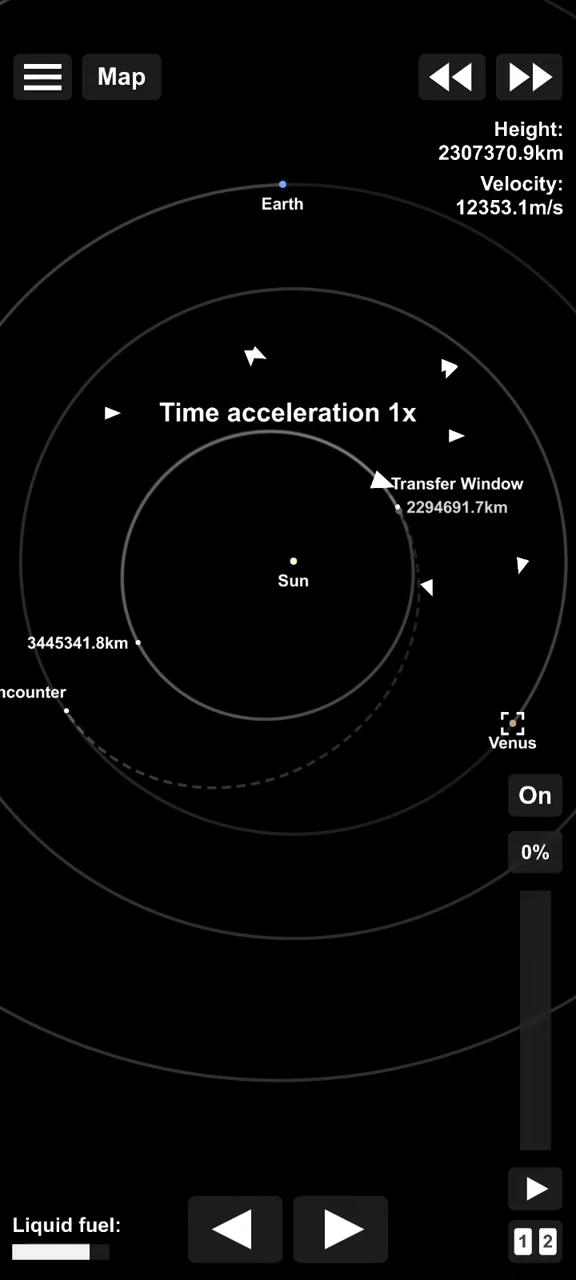 Map
Height:
2307370.9km
Velocity:
12353.1m/s
Earth
Time acceleration 1x
Transfer Window
2294691.7km
Sun
3445341.8km
ncounter
Venus
On
0%
Liquid fuel:
1 2